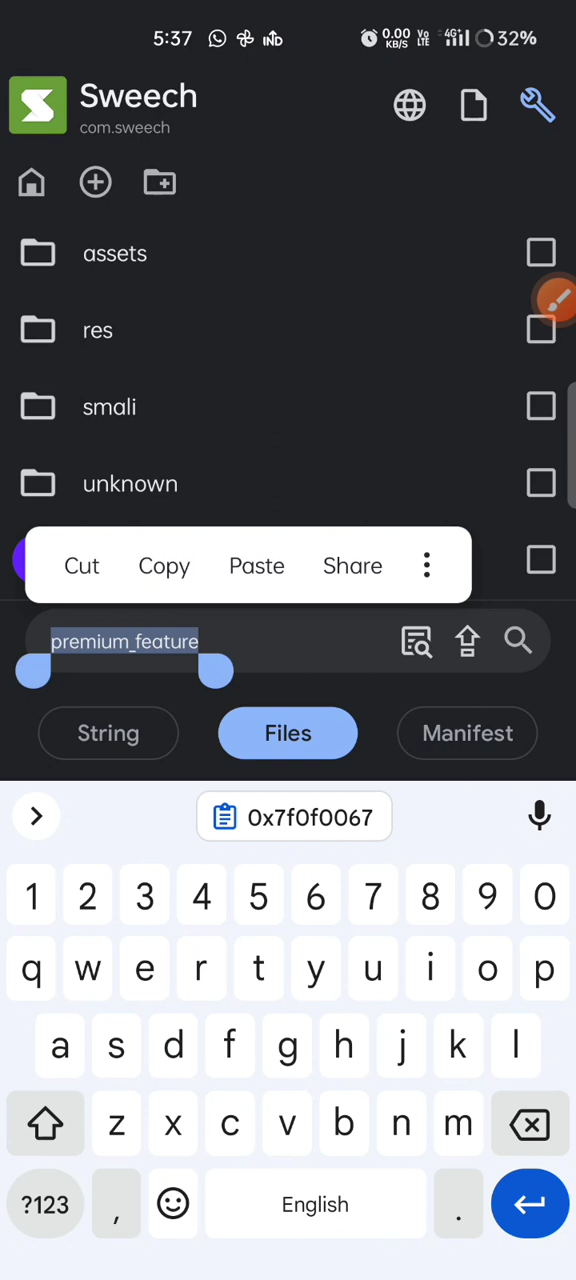 5:37 0.00 KB/S Vo LTE 4G+ 32%
Sweech
com.sweech
assets
res
smali
unknown
Cut Copy Paste Share
premium_feature
String Files Manifest
0x7f0f0067
1 2 3 4 5 6 7 8 9 0
q w e r t y u i o p
a s d f g h j k l
z x c v b n m
?123 , English .